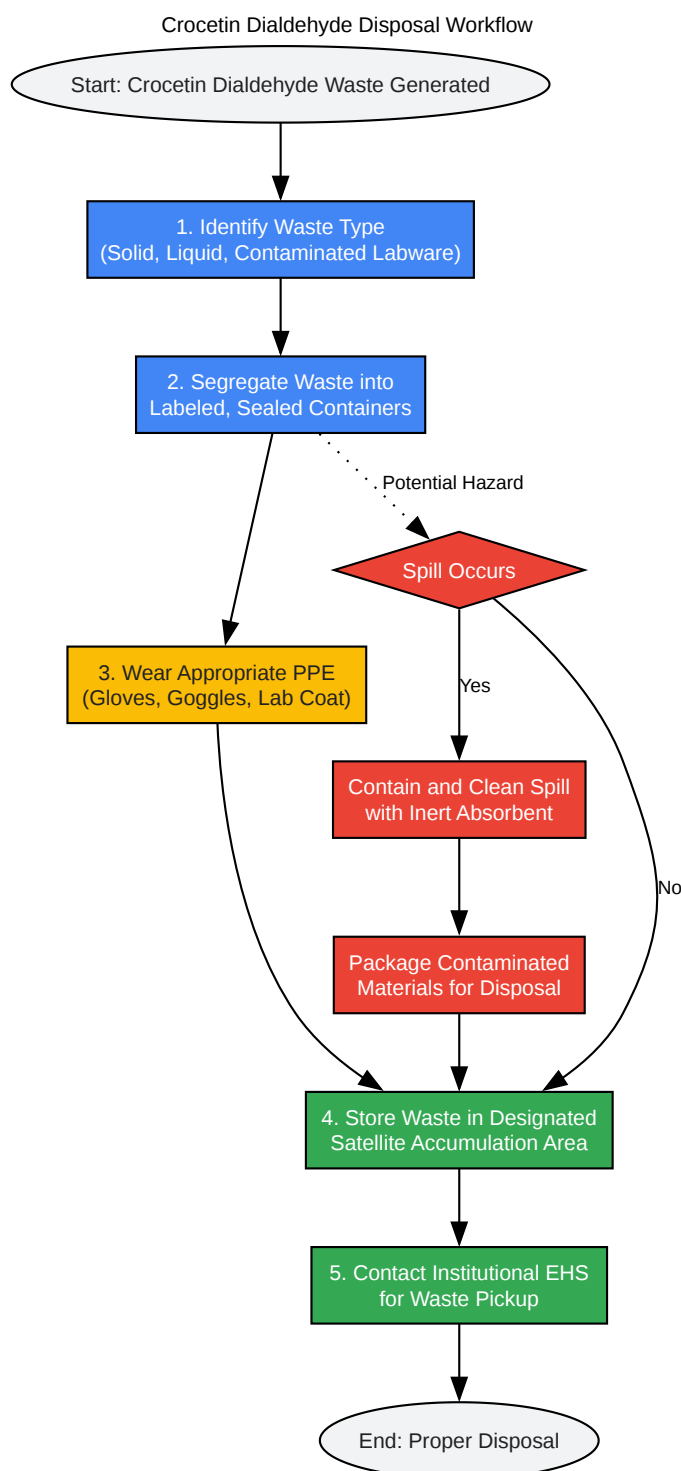 Crocetin Dialdehyde Disposal Workflow
Start: Crocetin Dialdehyde Waste Generated
1. Identify Waste Type
(Solid, Liquid, Contaminated Labware)
2. Segregate Waste into
Labeled, Sealed Containers
Potential Hazard
Spill Occurs
3. Wear Appropriate PPE
(Gloves, Goggles, Lab Coat)
Yes
Contain and Clean Spill
with Inert Absorbent
No
Package Contaminated
Materials for Disposal
4. Store Waste in Designated
Satellite Accumulation Area
5. Contact Institutional EHS
for Waste Pickup
End: Proper Disposal